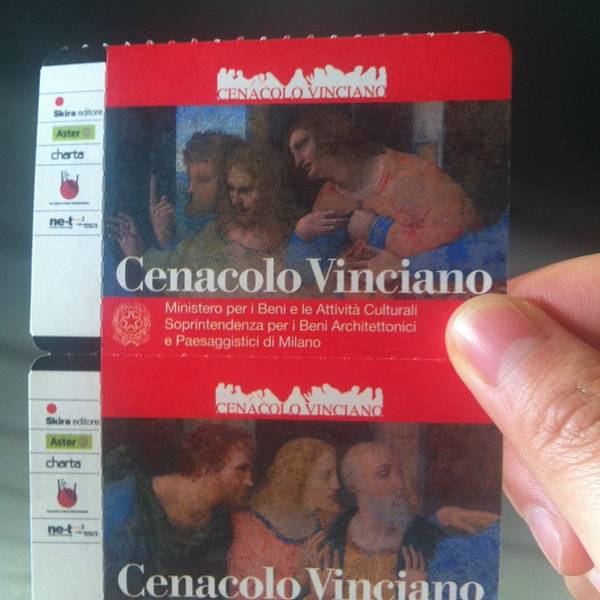 CENACOLO VINCIANO
Skira editore
Aster
charta
ne-t
Cenacolo Vinciano
Ministero per i Beni e le Attività Culturali
Soprintendenza per i Beni Architettonici
e Paesaggistici di Milano
CENACOLO VINCIANO
Skira editore
Aster
charta
ne-t
Cenacolo Vinciano